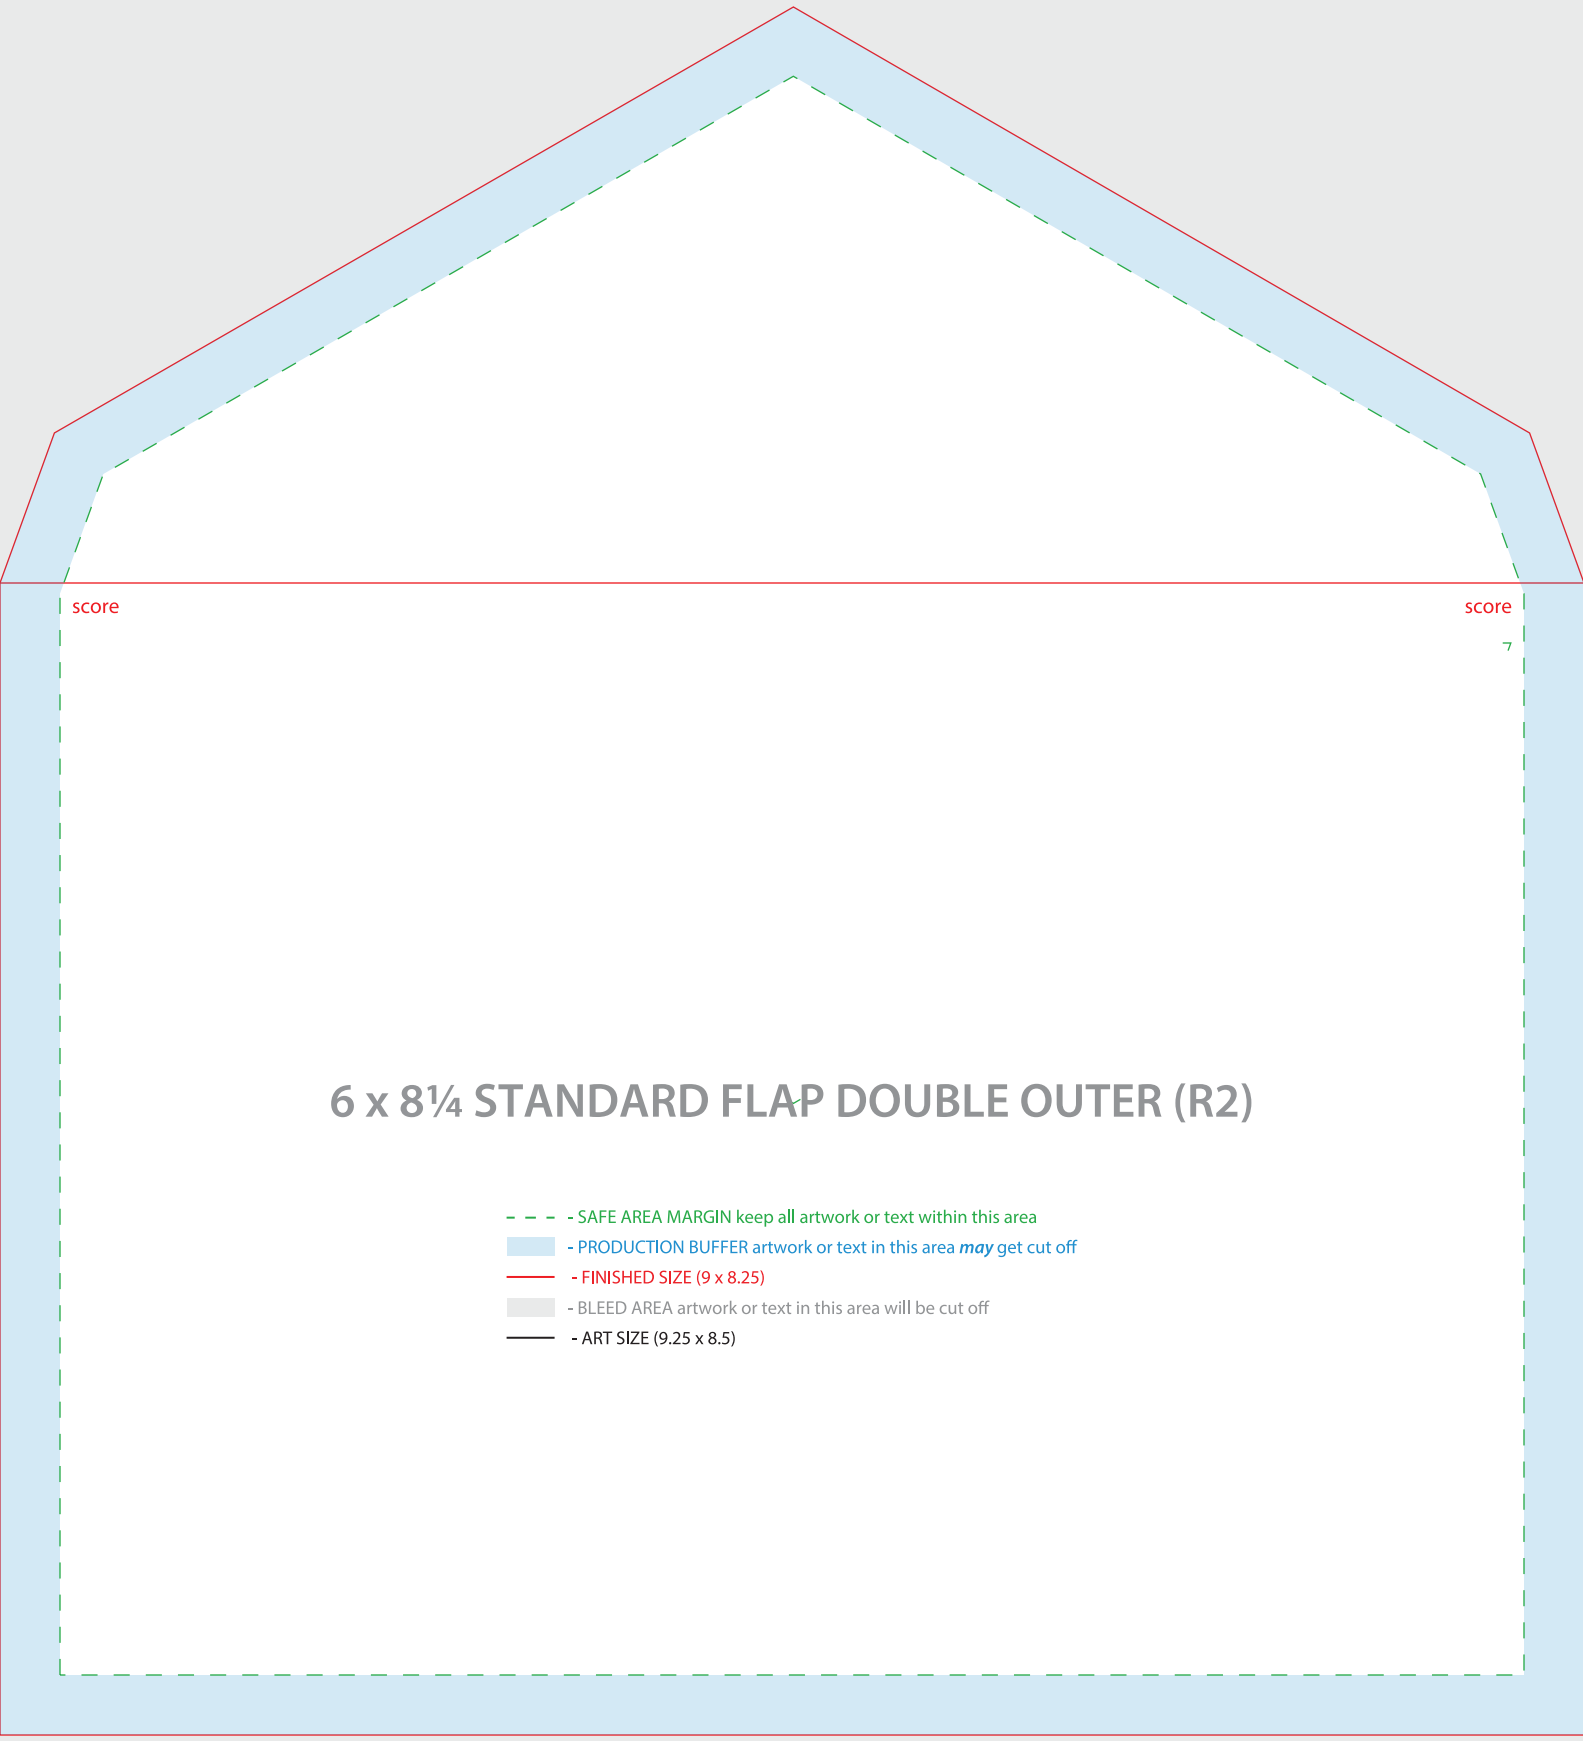 score
score
6 x 8¼ STANDARD FLAP DOUBLE OUTER (R2)
- SAFE AREA MARGIN keep all artwork or text within this area
- PRODUCTION BUFFER artwork or text in this area may get cut off
- FINISHED SIZE (9 x 8.25)
- BLEED AREA artwork or text in this area will be cut off
- ART SIZE (9.25 x 8.5)